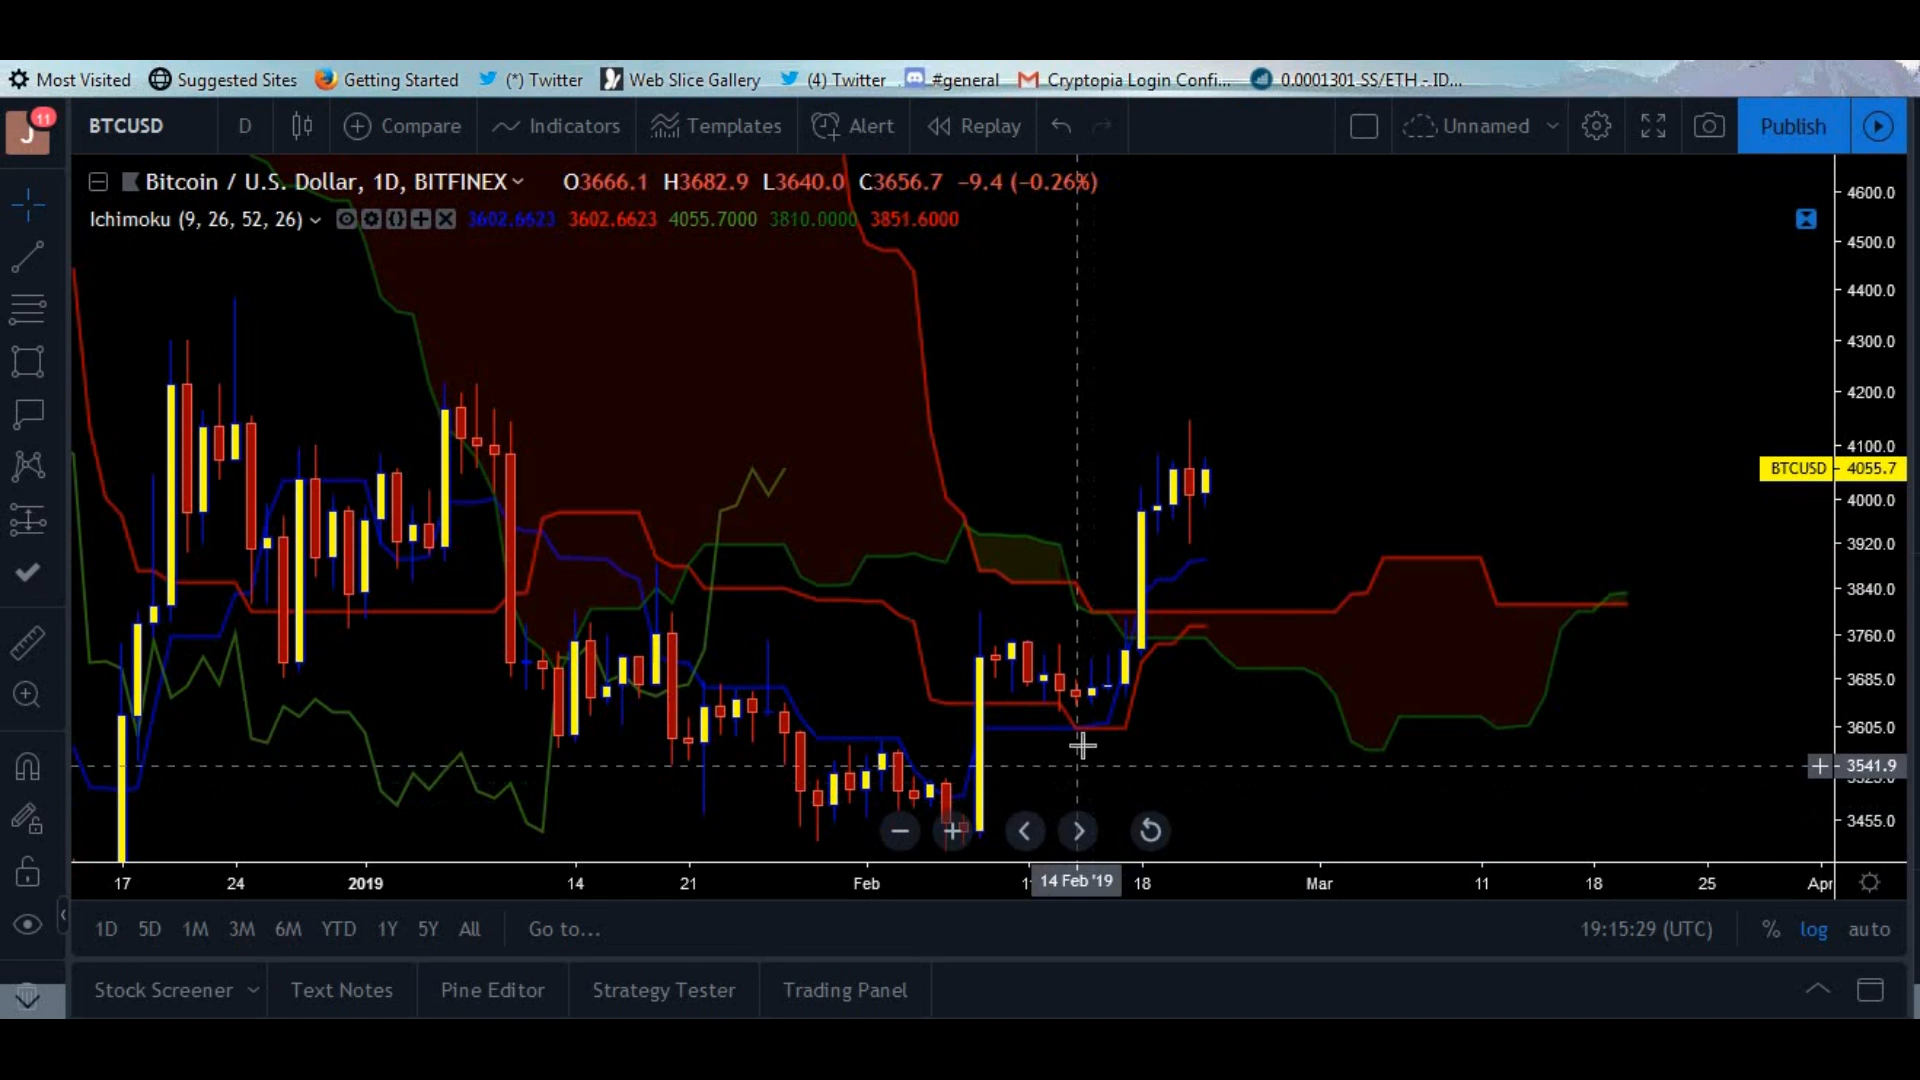 Most Visited Suggested Sites Getting Started (*) Twitter Web Slice Gallery (4) Twitter #general Cryptopia Login Confi... 0.0001301 SS/ETH - ID...
J 11 BTCUSD D Compare Indicators Templates Alert Replay Unnamed Publish
Bitcoin / U.S. Dollar, 1D, BITFINEX O3666.1 H3682.9 L3640.0 C3656.7 −9.4 (−0.26%)
Ichimoku (9, 26, 52, 26) 3602.6623 3602.6623 4055.7000 3810.0000 3851.6000
4600.0
4500.0
4400.0
4300.0
4200.0
4100.0
BTCUSD 4055.7
4000.0
3920.0
3840.0
3760.0
3685.0
3605.0
3541.9
3455.0
17 24 2019 14 21 Feb 14 Feb '19 18 Mar 11 18 25 Apr
1D 5D 1M 3M 6M YTD 1Y 5Y All Go to... 19:15:29 (UTC) % log auto
Stock Screener Text Notes Pine Editor Strategy Tester Trading Panel